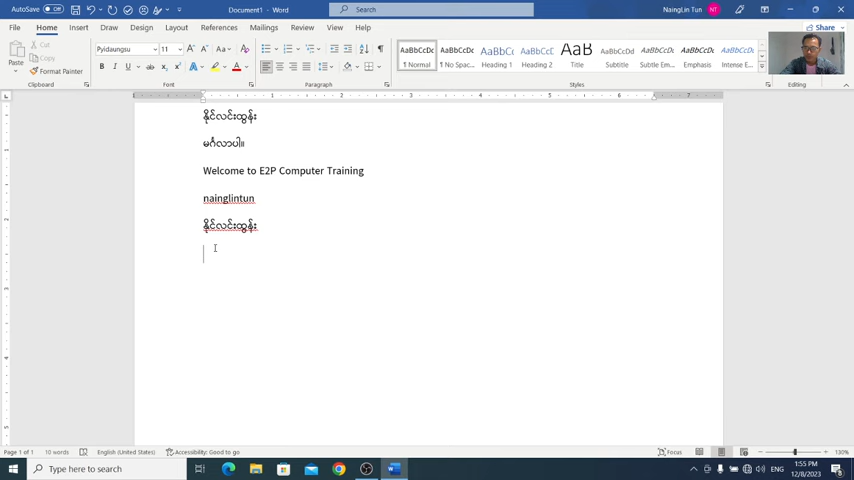 AutoSave Off Document1 - Word Search NaingLin Tun NT
File Home Insert Draw Design Layout References Mailings Review View Help Share
Paste Cut Copy Format Painter Pyidaungsu 11
AaBbCcDc AaBbCcDc AaBbCc AaBbCcC AaB AaBbCcDd AaBbCcDc AaBbCcDc AaBbCcDc
Normal No Spac... Heading 1 Heading 2 Title Subtitle Subtle Em... Emphasis Intense E...
Clipboard Font Paragraph Styles Editing
နိုင်လင်းထွန်း
မင်္ဂလာပါ။
Welcome to E2P Computer Training
nainglintun
နိုင်လင်းထွန်း
Page 1 of 1 10 words English (United States) Accessibility: Good to go Focus 130%
Type here to search ENG 1:55 PM
12/8/2023